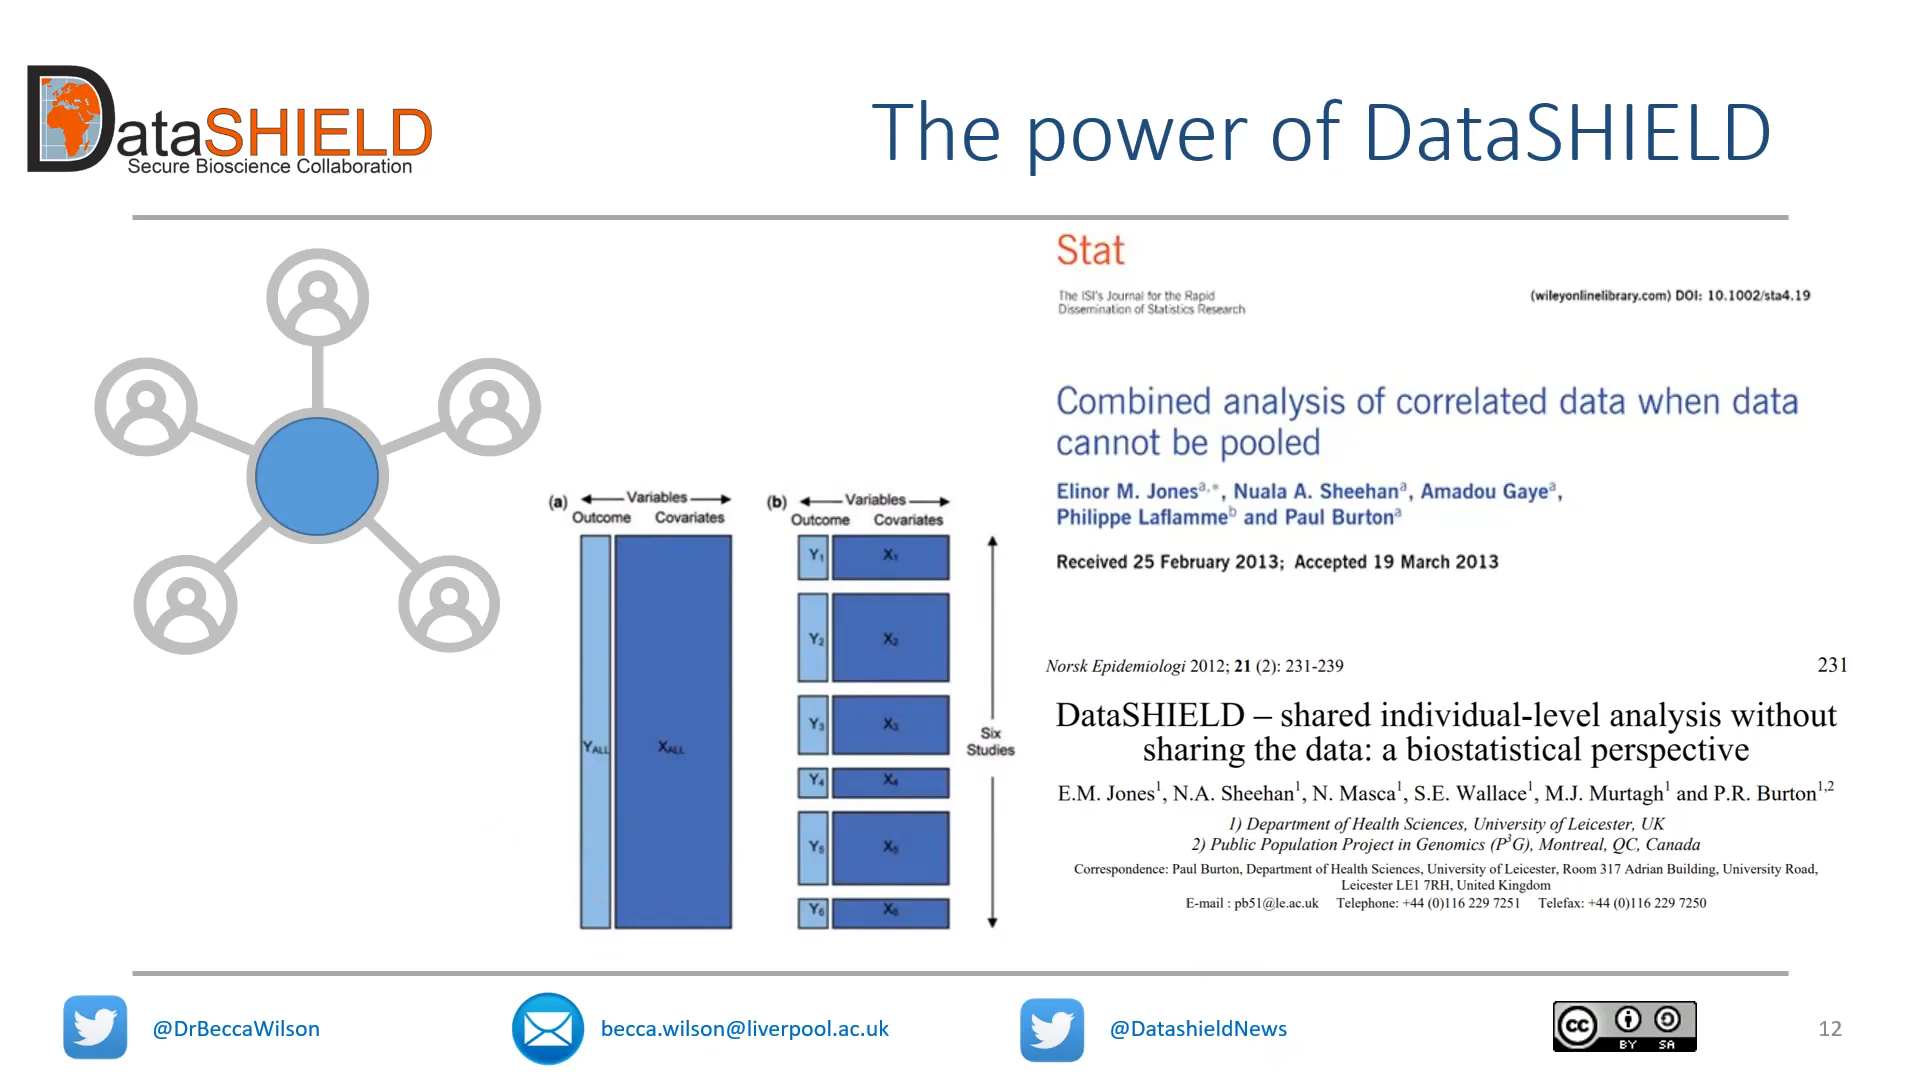 DataSHIELD
Secure Bioscience Collaboration
The power of DataSHIELD
Stat
The ISI's Journal for the Rapid
Dissemination of Statistics Research
(wileyonlinelibrary.com) DOI: 10.1002/sta4.19
Combined analysis of correlated data when data
cannot be pooled
Elinor M. Jonesa,*, Nuala A. Sheehana, Amadou Gayea,
Philippe Laflammeb and Paul Burtona
Received 25 February 2013; Accepted 19 March 2013
(a) Variables
Outcome Covariates
YALL XALL
(b) Variables
Outcome Covariates
Y1 X1
Y2 X2
Y3 X3
Y4 X4
Y5 X5
Y6 X6
Six
Studies
Norsk Epidemiologi 2012; 21 (2): 231-239 231
DataSHIELD – shared individual-level analysis without
sharing the data: a biostatistical perspective
E.M. Jones1, N.A. Sheehan1, N. Masca1, S.E. Wallace1, M.J. Murtagh1 and P.R. Burton1,2
1) Department of Health Sciences, University of Leicester, UK
2) Public Population Project in Genomics (P3G), Montreal, QC, Canada
Correspondence: Paul Burton, Department of Health Sciences, University of Leicester, Room 317 Adrian Building, University Road,
Leicester LE1 7RH, United Kingdom
E-mail : pb51@le.ac.uk Telephone: +44 (0)116 229 7251 Telefax: +44 (0)116 229 7250
@DrBeccaWilson
becca.wilson@liverpool.ac.uk
@DatashieldNews
cc BY SA
12